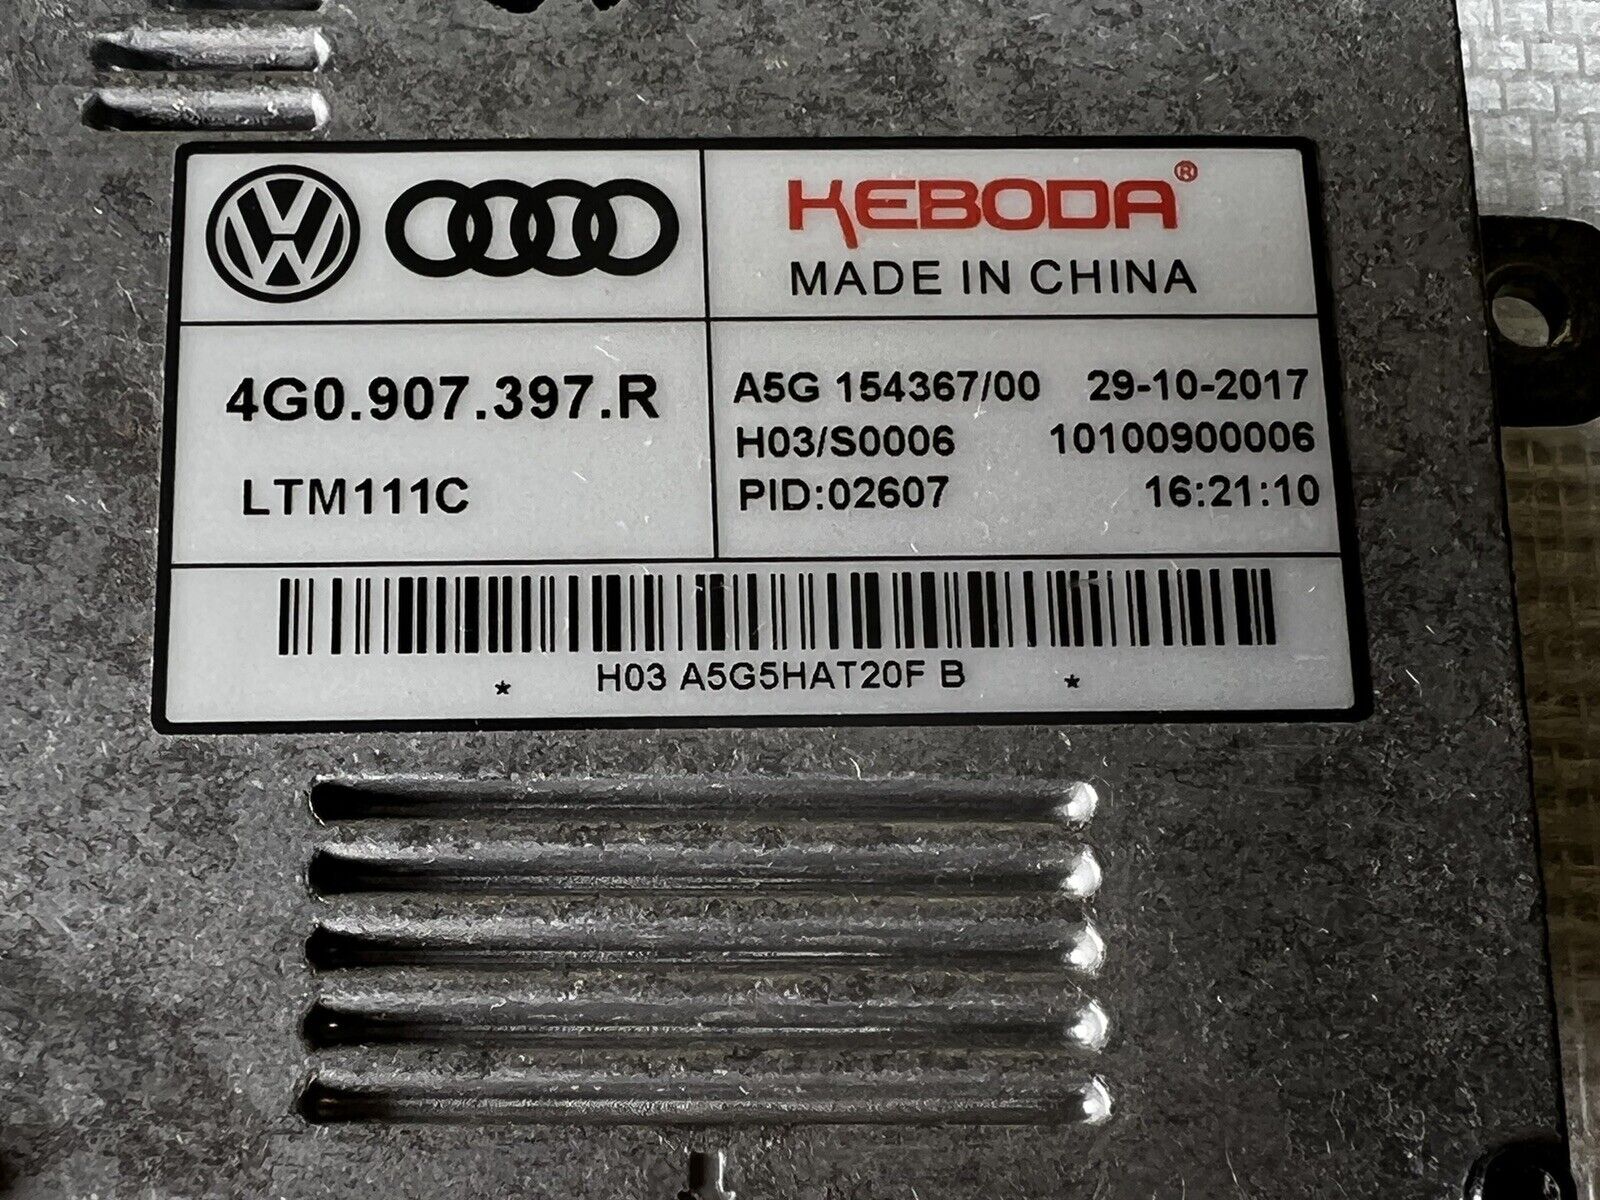 KEBODA®
MADE IN CHINA
4G0.907.397.R
LTM111C
A5G 154367/00 29-10-2017
H03/S0006 10100900006
PID:02607 16:21:10
* H03 A5G5HAT20F B *